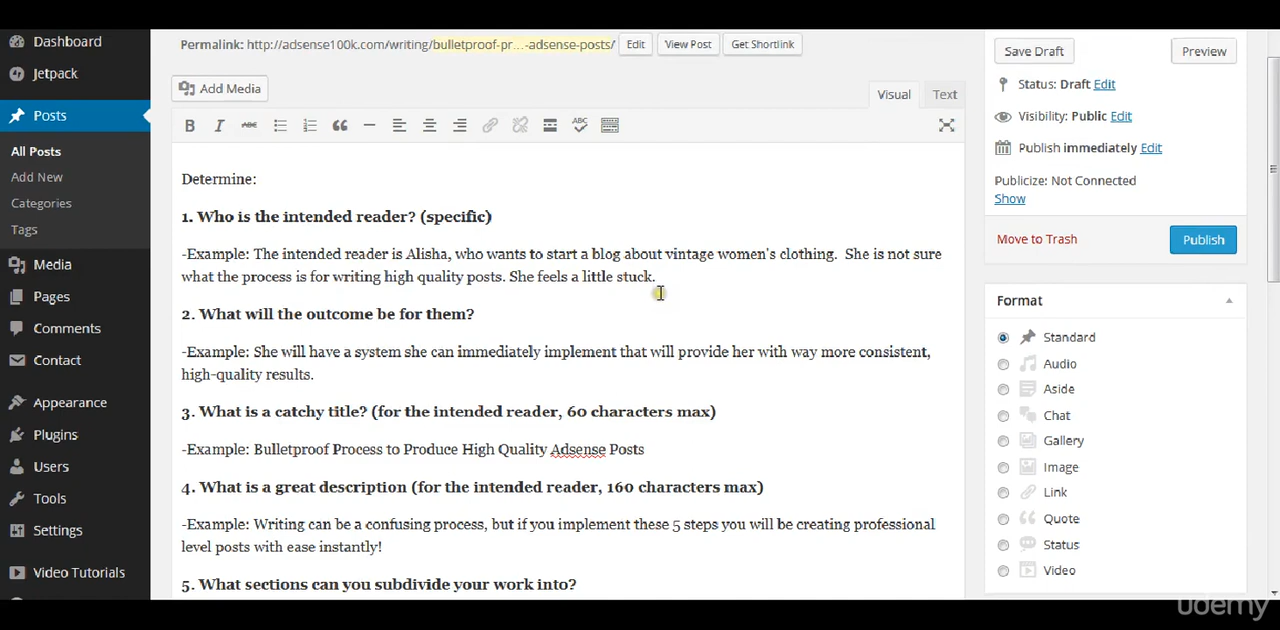 Dashboard
Permalink: http://adsense100k.com/writing/bulletproof-pr...-adsense-posts/ Edit View Post Get Shortlink
Save Draft Preview
Jetpack
Add Media
Visual Text
Status: Draft Edit
Posts
Visibility: Public Edit
B I ABC ABC
All Posts
Publish immediately Edit
Add New
Determine:
Publicize: Not Connected
Show
Categories
1. Who is the intended reader? (specific)
Tags
Move to Trash Publish
-Example: The intended reader is Alisha, who wants to start a blog about vintage women's clothing. She is not sure
what the process is for writing high quality posts. She feels a little stuck.
Media
Pages
Format
2. What will the outcome be for them?
Comments
Standard
-Example: She will have a system she can immediately implement that will provide her with way more consistent,
high-quality results.
Contact
Audio
Aside
Appearance
3. What is a catchy title? (for the intended reader, 60 characters max)
Chat
Plugins
Gallery
-Example: Bulletproof Process to Produce High Quality Adsense Posts
Users
Image
4. What is a great description (for the intended reader, 160 characters max)
Link
Tools
-Example: Writing can be a confusing process, but if you implement these 5 steps you will be creating professional
level posts with ease instantly!
Quote
Settings
Status
Video Tutorials
Video
5. What sections can you subdivide your work into?
udemy